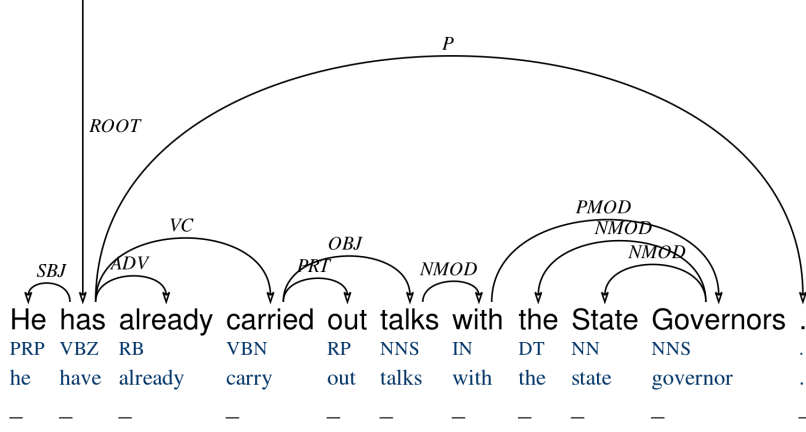 P
ROOT
PMOD
VC
NMOD
OBJ
NMOD
ADV PRT
SBJ NMOD
He has already carried out talks with the State Governors .
PRP VBZ RB VBN RP NNS IN DT NN NNS .
he have already carry out talks with the state governor .
_ _ _ _ _ _ _ _ _ _ _